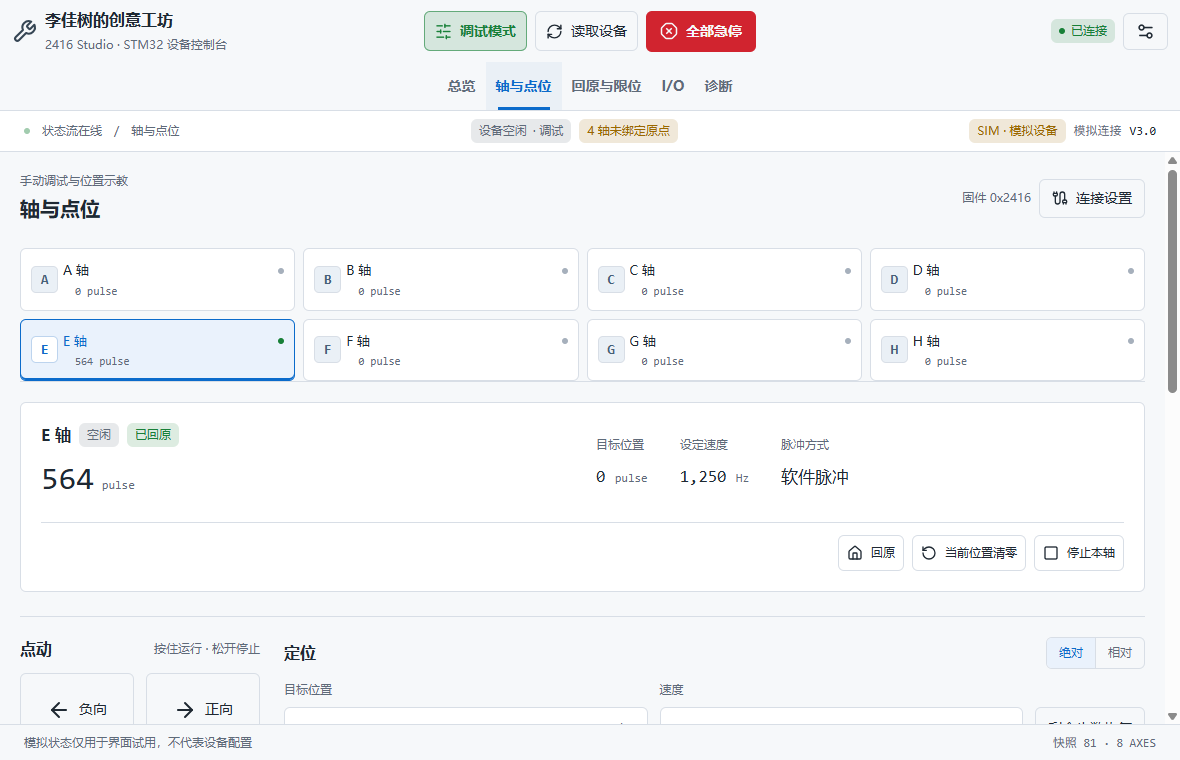 李佳树的创意工坊
2416 Studio · STM32 设备控制台
调试模式
读取设备
全部急停
已连接
总览
轴与点位
回原与限位
I/O
诊断
状态流在线 / 轴与点位
设备空闲 · 调试
4 轴未绑定原点
SIM · 模拟设备
模拟连接 V3.0
手动调试与位置示教
轴与点位
固件 0x2416
连接设置
A
A 轴
0 pulse
B
B 轴
0 pulse
C
C 轴
0 pulse
D
D 轴
0 pulse
E
E 轴
564 pulse
F
F 轴
0 pulse
G
G 轴
0 pulse
H
H 轴
0 pulse
E 轴
空闲
已回原
564 pulse
目标位置
0 pulse
设定速度
1,250 Hz
脉冲方式
软件脉冲
回原
当前位置清零
停止本轴
点动
按住运行 · 松开停止
负向
正向
定位
绝对
相对
目标位置
速度
模拟状态仅用于界面试用，不代表设备配置
快照 81 · 8 AXES